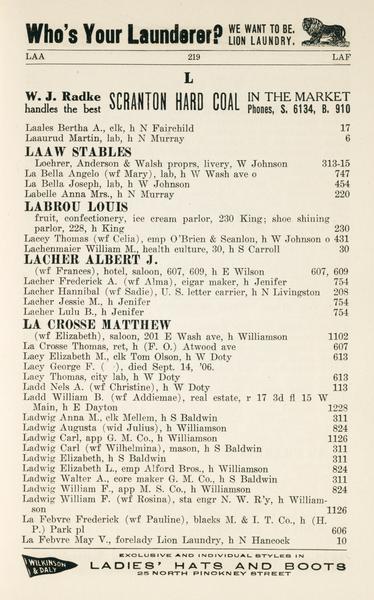 Who's Your Launderer? WE WANT TO BE.
LION LAUNDRY.
LAA 219 LAF
L
W. J. Radke SCRANTON HARD COAL IN THE MARKET
handles the best Phones, S. 6134, B. 910
Laales Bertha A., clk, h N Fairchild 17
Laaurud Martin, lab, h N Murray 6
LAAW STABLES
Loehrer, Anderson & Walsh proprs, livery, W Johnson 313-15
La Bella Angelo (wf Mary), lab, h W Wash ave o 747
La Bella Joseph, lab, h W Johnson 454
Labelle Anna Mrs., h N Murray 220
LABROU LOUIS
fruit, confectionery, ice cream parlor, 230 King; shoe shining
parlor, 228, h King 230
Lacey Thomas (wf Celia), emp O'Brien & Scanlon, h W Johnson o 431
Lachenmaier William M., health culture, 30, h S Carroll 30
LACHER ALBERT J.
(wf Frances), hotel, saloon, 607, 609, h E Wilson 607, 609
Lacher Frederick A. (wf Alma), cigar maker, h Jenifer 754
Lacher Hannibal (wf Sadie), U. S. letter carrier, h N Livingston 208
Lacher Jessie M., h Jenifer 754
Lacher Lulu B., h Jenifer 754
LA CROSSE MATTHEW
(wf Elizabeth), saloon, 201 E Wash ave, h Williamson 1102
La Crosse Thomas, ret, h (F. O.) Atwood ave 607
Lacy Elizabeth M., clk Tom Olson, h W Doty 613
Lacy George F. ( ·), died Sept. 14, '06.
Lacy Thomas, city lab, h W Doty 613
Ladd Nels A. (wf Christine), h W Doty 113
Ladd William B. (wf Addiemae), real estate, r 17 3d fl 15 W
Main, h E Dayton 1228
Ladwig Anna M., clk Mellem, h S Baldwin 311
Ladwig Augusta (wid Julius), h Williamson 824
Ladwig Carl, app G. M. Co., h Williamson 1126
Ladwig Carl (wf Wilhelmina), mason, h S Baldwin 311
Ladwig Elizabeth, h S Baldwin 311
Ladwig Elizabeth L., emp Alford Bros., h Williamson 824
Ladwig Walter A., core maker G. M. Co., h S Baldwin 311
Ladwig William F., app M. S. Co., h Williamson 824
Ladwig William F. (wf Rosina), sta engr N. W. R'y, h William-
son 1126
La Febvre Frederick (wf Pauline), blacks M. & I. T. Co., h (H.
P.) Park pl 606
La Febvre May V., forelady Lion Laundry, h N Hancock 10
WILKINSON & DALY
EXCLUSIVE AND INDIVIDUAL STYLES IN
LADIES' HATS AND BOOTS
25 NORTH PINCKNEY STREET